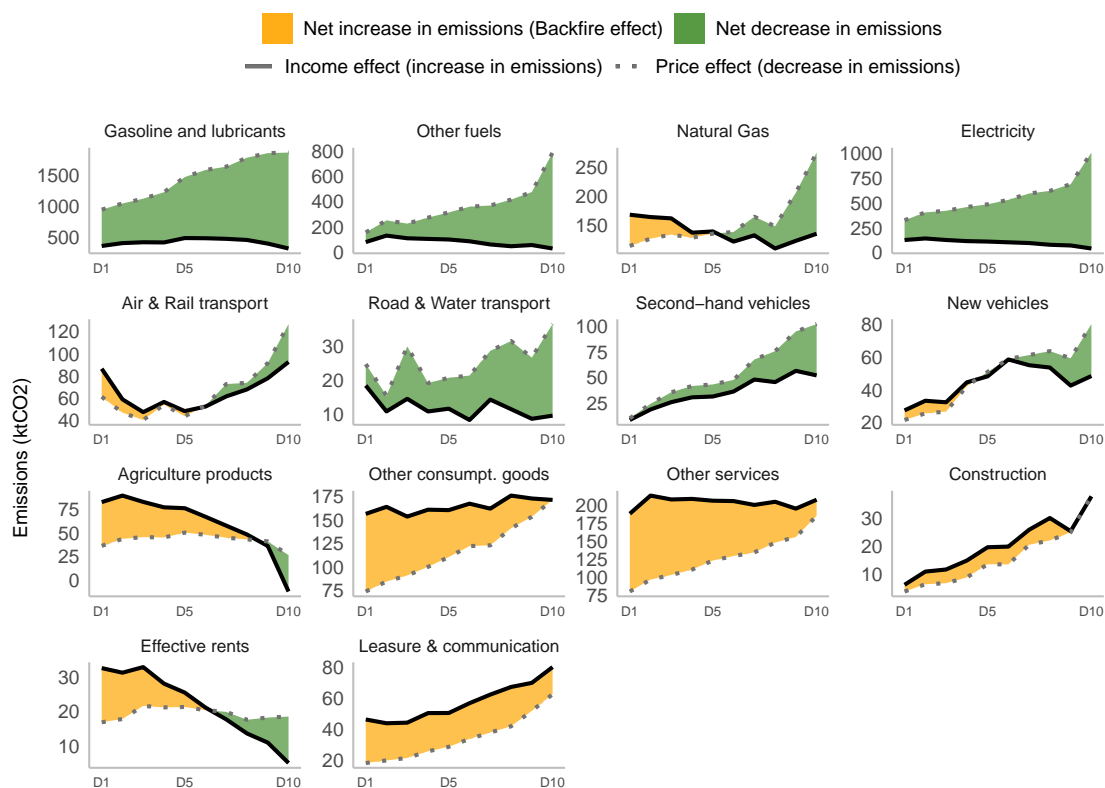 Net increase in emissions (Backfire effect) Net decrease in emissions
Income effect (increase in emissions) Price effect (decrease in emissions)
Emissions (ktCO2)
Gasoline and lubricants
1500
1000
500
D1 D5 D10
Other fuels
800
600
400
200
0
D1 D5 D10
Natural Gas
250
200
150
D1 D5 D10
Electricity
1000
750
500
250
0
D1 D5 D10
Air & Rail transport
120
100
80
60
40
D1 D5 D10
Road & Water transport
30
20
10
D1 D5 D10
Second−hand vehicles
100
75
50
25
D1 D5 D10
New vehicles
80
60
40
20
D1 D5 D10
Agriculture products
75
50
25
0
D1 D5 D10
Other consumpt. goods
175
150
125
100
75
D1 D5 D10
Other services
200
175
150
125
100
75
D1 D5 D10
Construction
30
20
10
D1 D5 D10
Effective rents
30
20
10
D1 D5 D10
Leasure & communication
80
60
40
20
D1 D5 D10